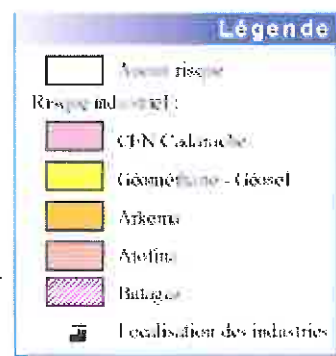 Légende
Aucun risque
Risque industriel :
CEN Cadarache
Géométhane - Géosel
Arkema
Atofina
Butagaz
Localisation des industries